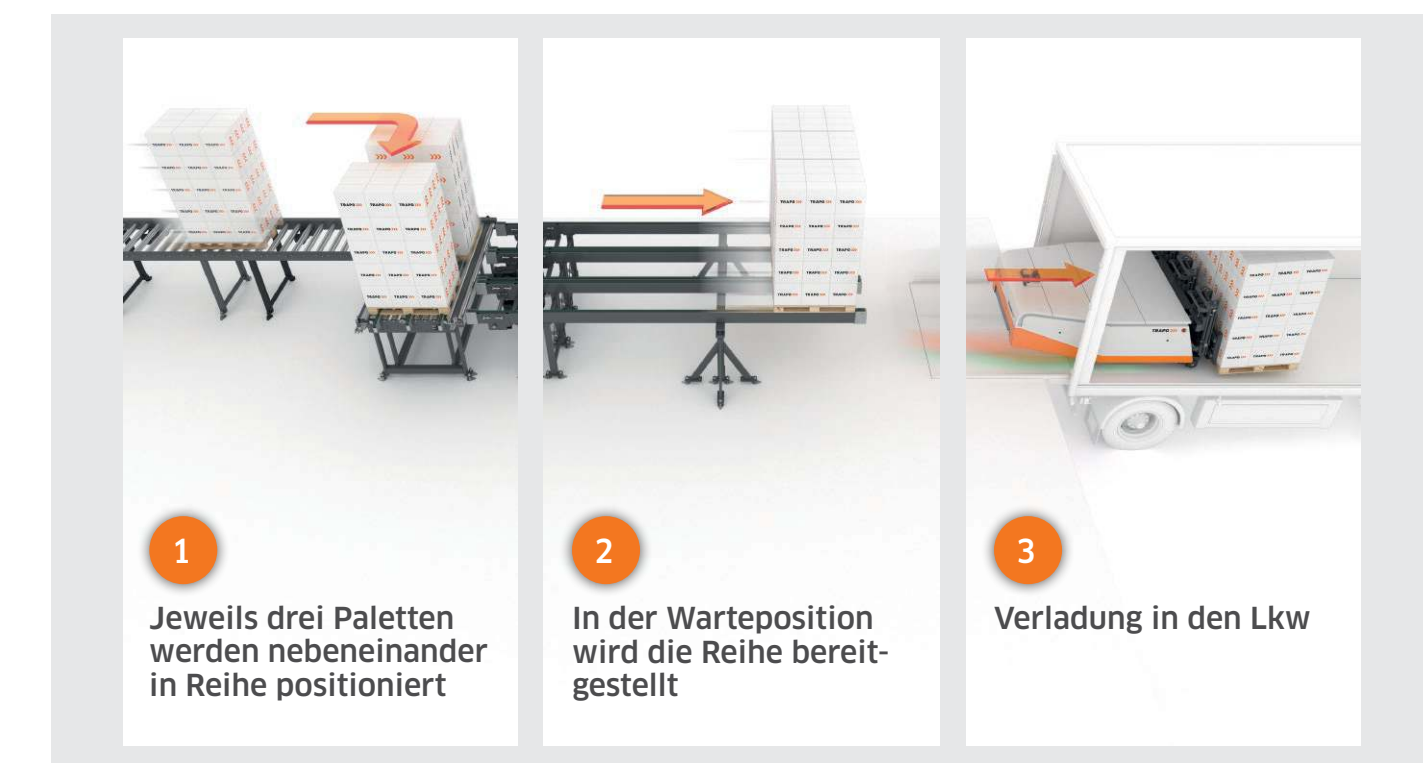 1
Jeweils drei Paletten
werden nebeneinander
in Reihe positioniert
2
In der Warteposition
wird die Reihe bereit-
gestellt
TRAPO
3
Verladung in den Lkw